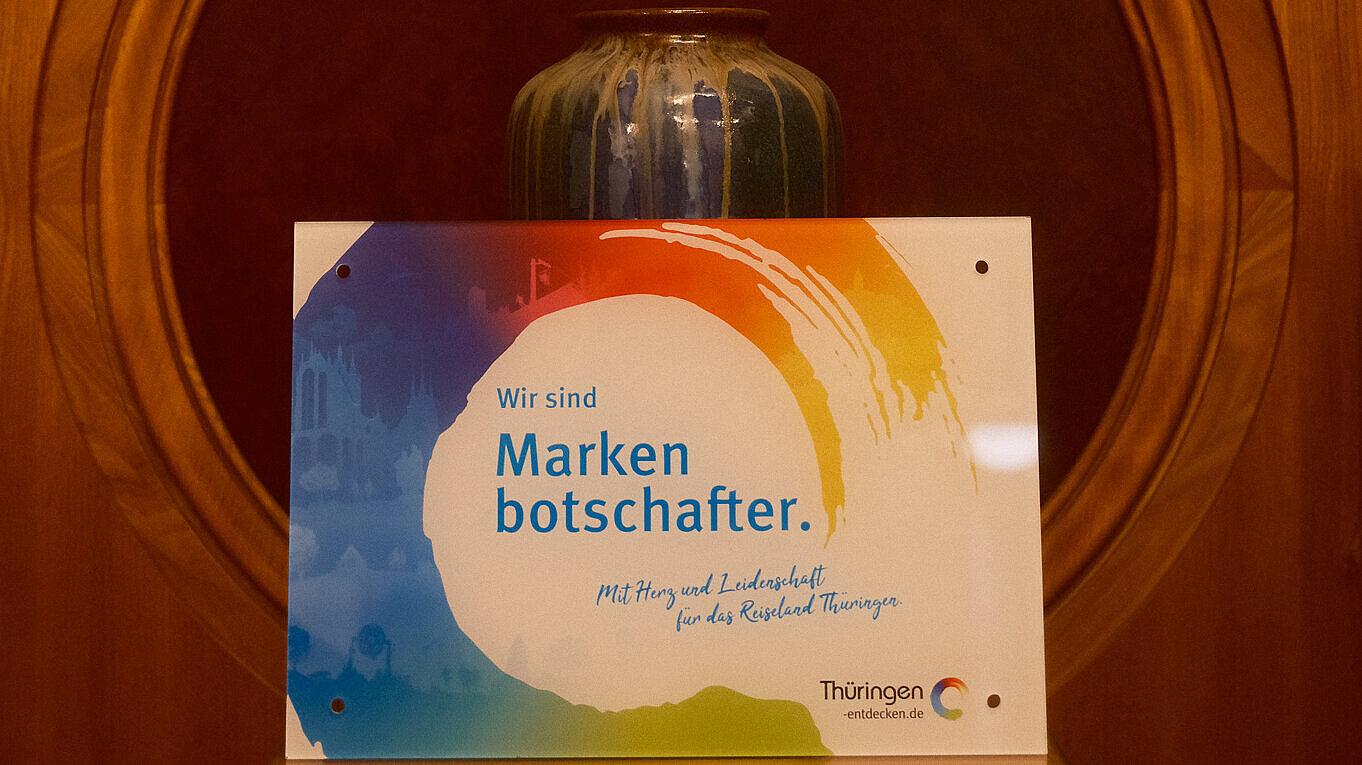 Wir sind
Marken
botschafter.
Mit Herz und Leidenschaft
für das Reiseland Thüringen.
Thüringen
-entdecken.de